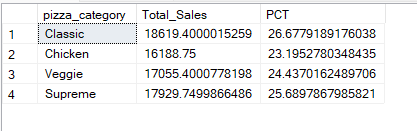 pizza_category Total_Sales PCT
1 Classic 18619.4000015259 26.6779189176038
2 Chicken 16188.75 23.1952780348435
3 Veggie 17055.4000778198 24.4370162489706
4 Supreme 17929.7499866486 25.6897867985821